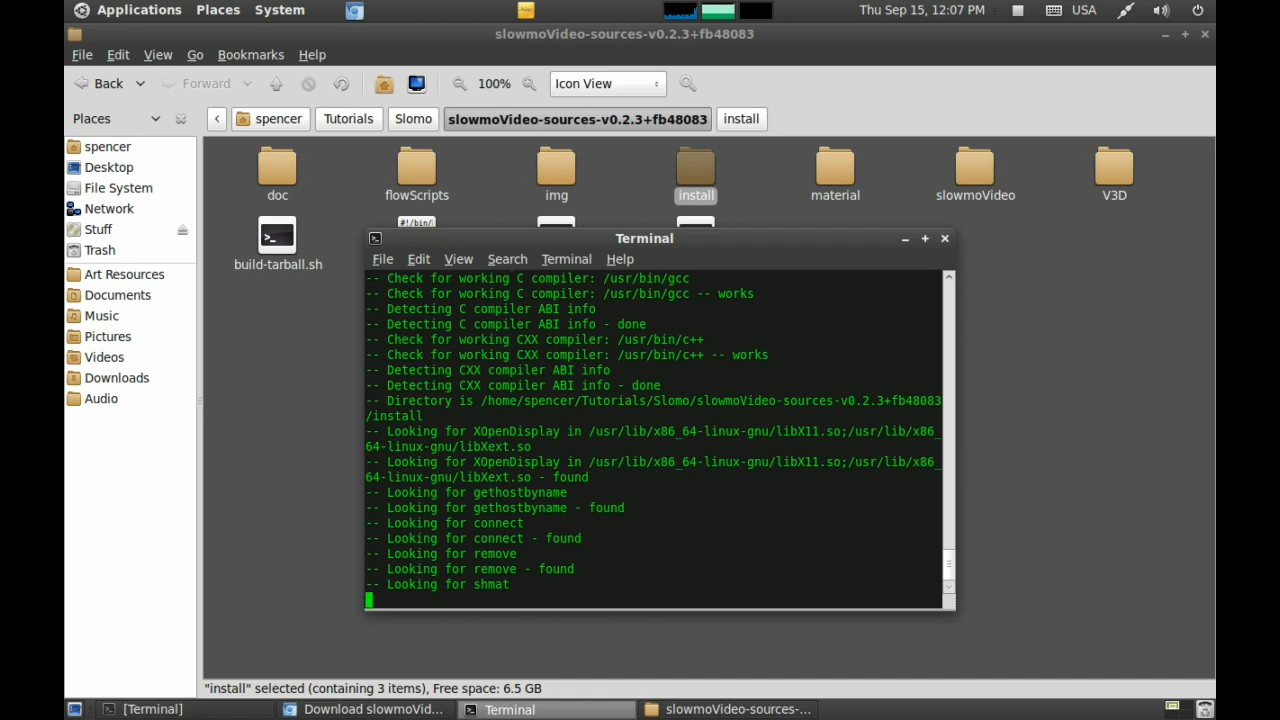 Applications Places System
Thu Sep 15, 12:07 PM USA
slowmoVideo-sources-v0.2.3+fb48083
File Edit View Go Bookmarks Help
Back Forward 100% Icon View
Places
spencer Tutorials Slomo slowmoVideo-sources-v0.2.3+fb48083 install
spencer
Desktop
File System
Network
Stuff
Trash
Art Resources
Documents
Music
Pictures
Videos
Downloads
Audio
doc flowScripts img install material slowmoVideo V3D
#!/bin/
build-tarball.sh
Terminal
File Edit View Search Terminal Help
-- Check for working C compiler: /usr/bin/gcc
-- Check for working C compiler: /usr/bin/gcc -- works
-- Detecting C compiler ABI info
-- Detecting C compiler ABI info - done
-- Check for working CXX compiler: /usr/bin/c++
-- Check for working CXX compiler: /usr/bin/c++ -- works
-- Detecting CXX compiler ABI info
-- Detecting CXX compiler ABI info - done
-- Directory is /home/spencer/Tutorials/Slomo/slowmoVideo-sources-v0.2.3+fb48083
/install
-- Looking for XOpenDisplay in /usr/lib/x86_64-linux-gnu/libX11.so;/usr/lib/x86_
64-linux-gnu/libXext.so
-- Looking for XOpenDisplay in /usr/lib/x86_64-linux-gnu/libX11.so;/usr/lib/x86_
64-linux-gnu/libXext.so - found
-- Looking for gethostbyname
-- Looking for gethostbyname - found
-- Looking for connect
-- Looking for connect - found
-- Looking for remove
-- Looking for remove - found
-- Looking for shmat
"install" selected (containing 3 items), Free space: 6.5 GB
[Terminal] Download slowmoVid... Terminal slowmoVideo-sources-...